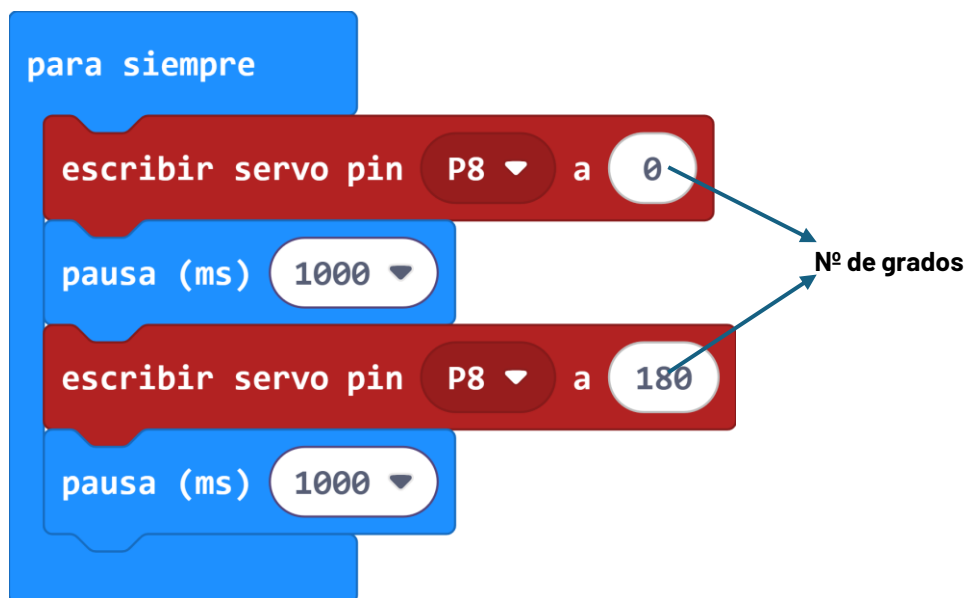 para siempre
escribir servo pin P8 a 0
pausa (ms) 1000
Nº de grados
escribir servo pin P8 a 180
pausa (ms) 1000